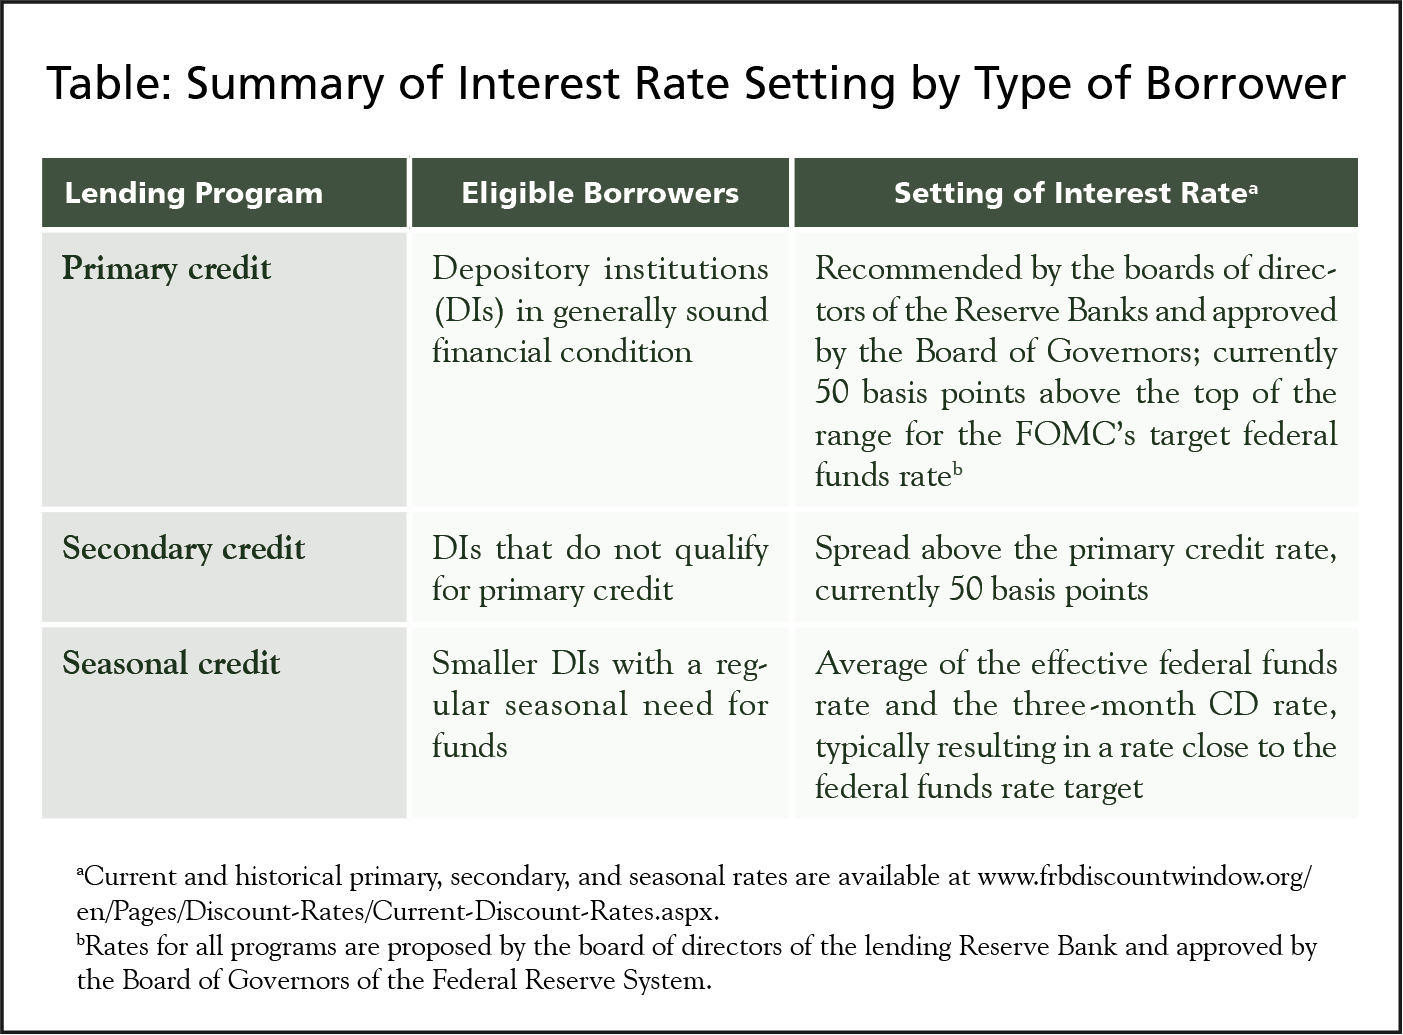 Table: Summary of Interest Rate Setting by Type of Borrower
Lending Program
Eligible Borrowers
Setting of Interest Rateᵃ
Primary credit
Depository institutions
(DIs) in generally sound
financial condition
Recommended by the boards of direc-
tors of the Reserve Banks and approved
by the Board of Governors; currently
50 basis points above the top of the
range for the FOMC’s target federal
funds rateᵇ
Secondary credit
DIs that do not qualify
for primary credit
Spread above the primary credit rate,
currently 50 basis points
Seasonal credit
Smaller DIs with a reg-
ular seasonal need for
funds
Average of the effective federal funds
rate and the three-month CD rate,
typically resulting in a rate close to the
federal funds rate target
ᵃCurrent and historical primary, secondary, and seasonal rates are available at www.frbdiscountwindow.org/
en/Pages/Discount-Rates/Current-Discount-Rates.aspx.
ᵇRates for all programs are proposed by the board of directors of the lending Reserve Bank and approved by
the Board of Governors of the Federal Reserve System.